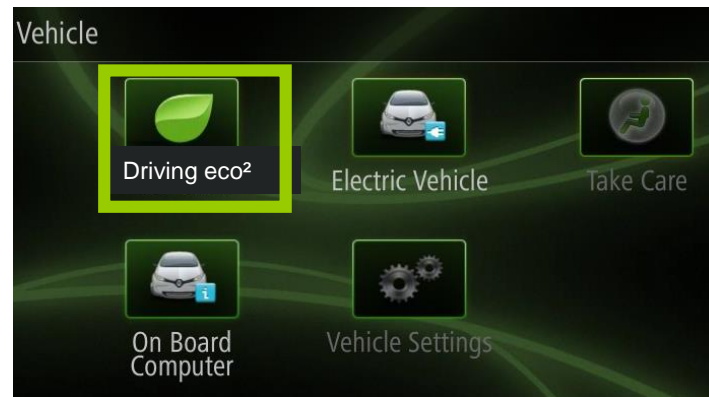 Vehicle
Driving eco²
Electric Vehicle
Take Care
On Board
Computer
Vehicle Settings